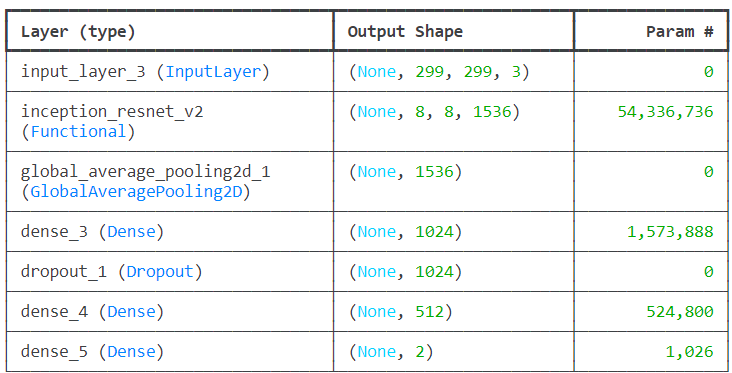 Layer (type) Output Shape Param #
input_layer_3 (InputLayer) (None, 299, 299, 3) 0
inception_resnet_v2 (None, 8, 8, 1536) 54,336,736
(Functional)
global_average_pooling2d_1 (None, 1536) 0
(GlobalAveragePooling2D)
dense_3 (Dense) (None, 1024) 1,573,888
dropout_1 (Dropout) (None, 1024) 0
dense_4 (Dense) (None, 512) 524,800
dense_5 (Dense) (None, 2) 1,026